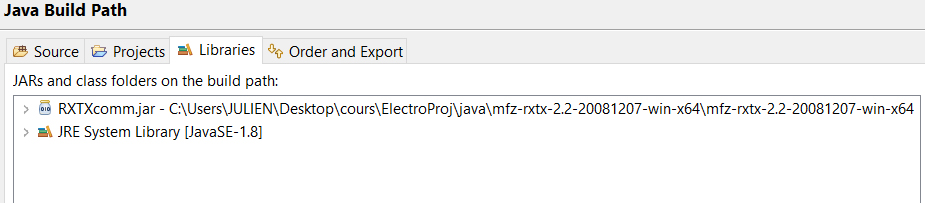 Java Build Path
Source Projects Libraries Order and Export
JARs and class folders on the build path:
RXTXcomm.jar - C:\Users\JULIEN\Desktop\cours\ElectroProj\java\mfz-rxtx-2.2-20081207-win-x64\mfz-rxtx-2.2-20081207-win-x64
JRE System Library [JavaSE-1.8]